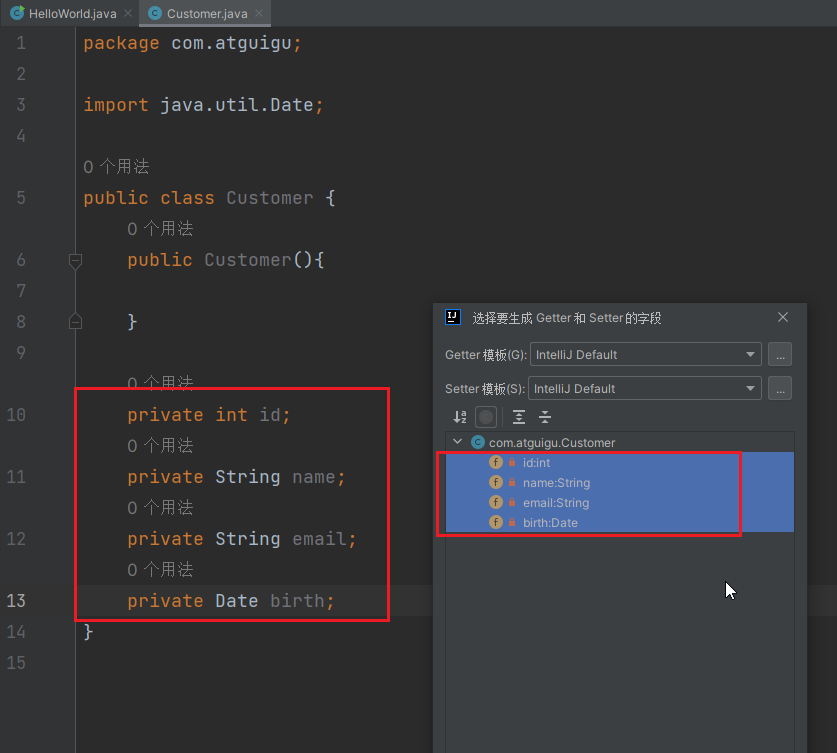 HelloWorld.java
Customer.java
1 package com.atguigu;
2
3 import java.util.Date;
4
0 个用法
5 public class Customer {
0 个用法
6 public Customer(){
7
8 }
9
0 个用法
10 private int id;
0 个用法
11 private String name;
0 个用法
12 private String email;
0 个用法
13 private Date birth;
14 }
15
选择要生成 Getter 和 Setter 的字段
Getter 模板(G): IntelliJ Default ...
Setter 模板(S): IntelliJ Default ...
com.atguigu.Customer
id:int
name:String
email:String
birth:Date